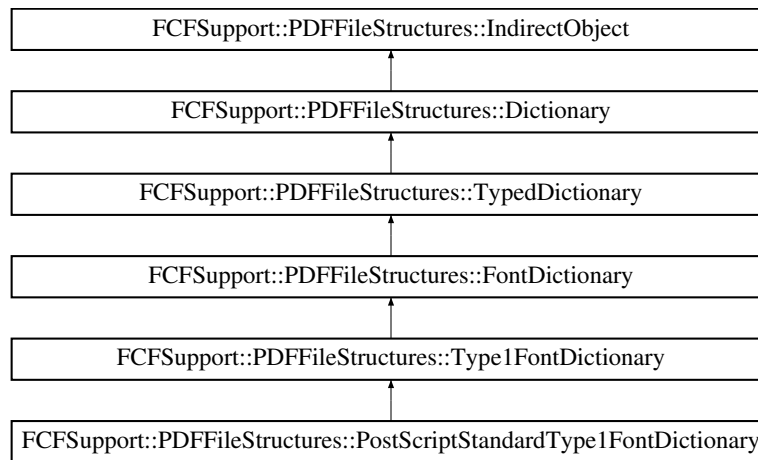 FCFSupport::PDFFileStructures::IndirectObject
FCFSupport::PDFFileStructures::Dictionary
FCFSupport::PDFFileStructures::TypedDictionary
FCFSupport::PDFFileStructures::FontDictionary
FCFSupport::PDFFileStructures::Type1FontDictionary
FCFSupport::PDFFileStructures::PostScriptStandardType1FontDictionary